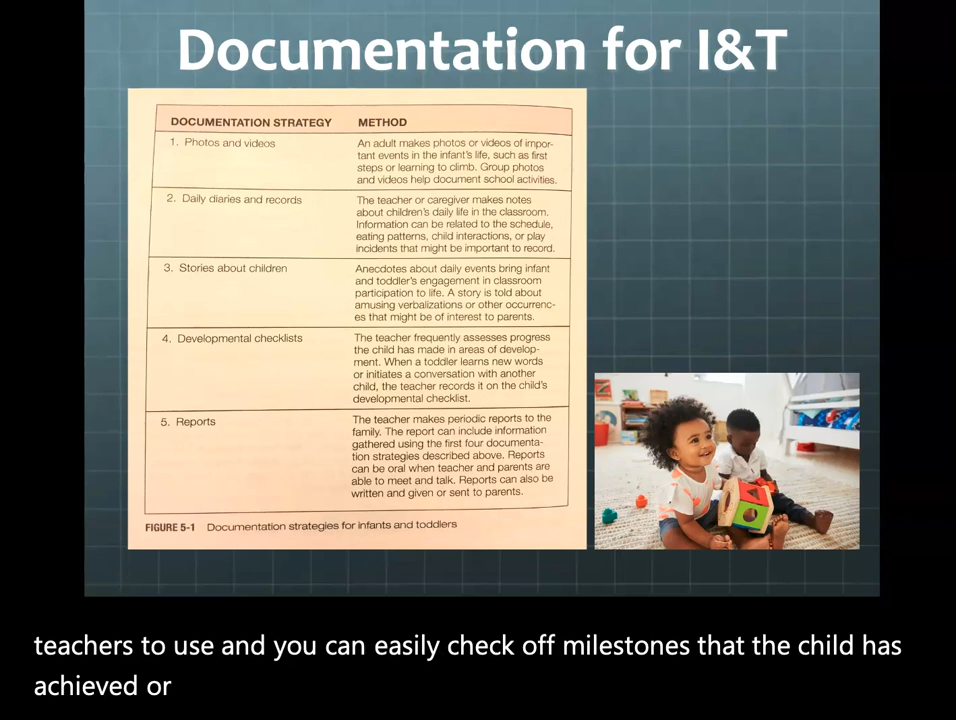 Documentation for I&T
DOCUMENTATION STRATEGY METHOD
1. Photos and videos
An adult makes photos or videos of impor-
tant events in the infant's life, such as first
steps or learning to climb. Group photos
and videos help document school activities.
2. Daily diaries and records
The teacher or caregiver makes notes
about children's daily life in the classroom.
Information can be related to the schedule,
eating patterns, child interactions, or play
incidents that might be important to record.
3. Stories about children
Anecdotes about daily events bring infant
and toddler's engagement in classroom
participation to life. A story is told about
amusing verbalizations or other occurrenc-
es that might be of interest to parents.
4. Developmental checklists
The teacher frequently assesses progress
the child has made in areas of develop-
ment. When a toddler learns new words
or initiates a conversation with another
child, the teacher records it on the child's
developmental checklist.
5. Reports
The teacher makes periodic reports to the
family. The report can include information
gathered using the first four documenta-
tion strategies described above. Reports
can be oral when teacher and parents are
able to meet and talk. Reports can also be
written and given or sent to parents.
FIGURE 5-1 Documentation strategies for infants and toddlers
teachers to use and you can easily check off milestones that the child has
achieved or